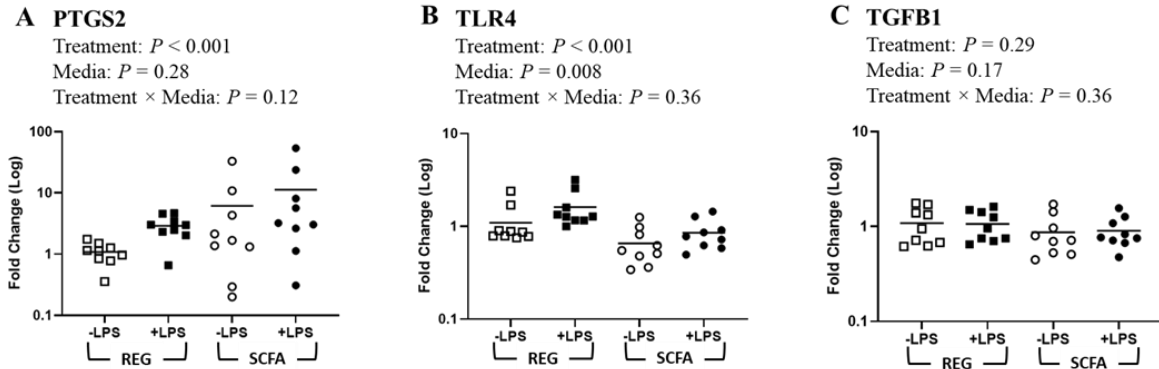 A PTGS2
Treatment: P < 0.001
Media: P = 0.28
Treatment × Media: P = 0.12
Fold Change (Log)
100
10
1
0.1
-LPS +LPS -LPS +LPS
REG SCFA
B TLR4
Treatment: P < 0.001
Media: P = 0.008
Treatment × Media: P = 0.36
Fold Change (Log)
10
1
0.1
-LPS +LPS -LPS +LPS
REG SCFA
C TGFB1
Treatment: P = 0.29
Media: P = 0.17
Treatment × Media: P = 0.36
Fold Change (Log)
10
1
0.1
-LPS +LPS -LPS +LPS
REG SCFA